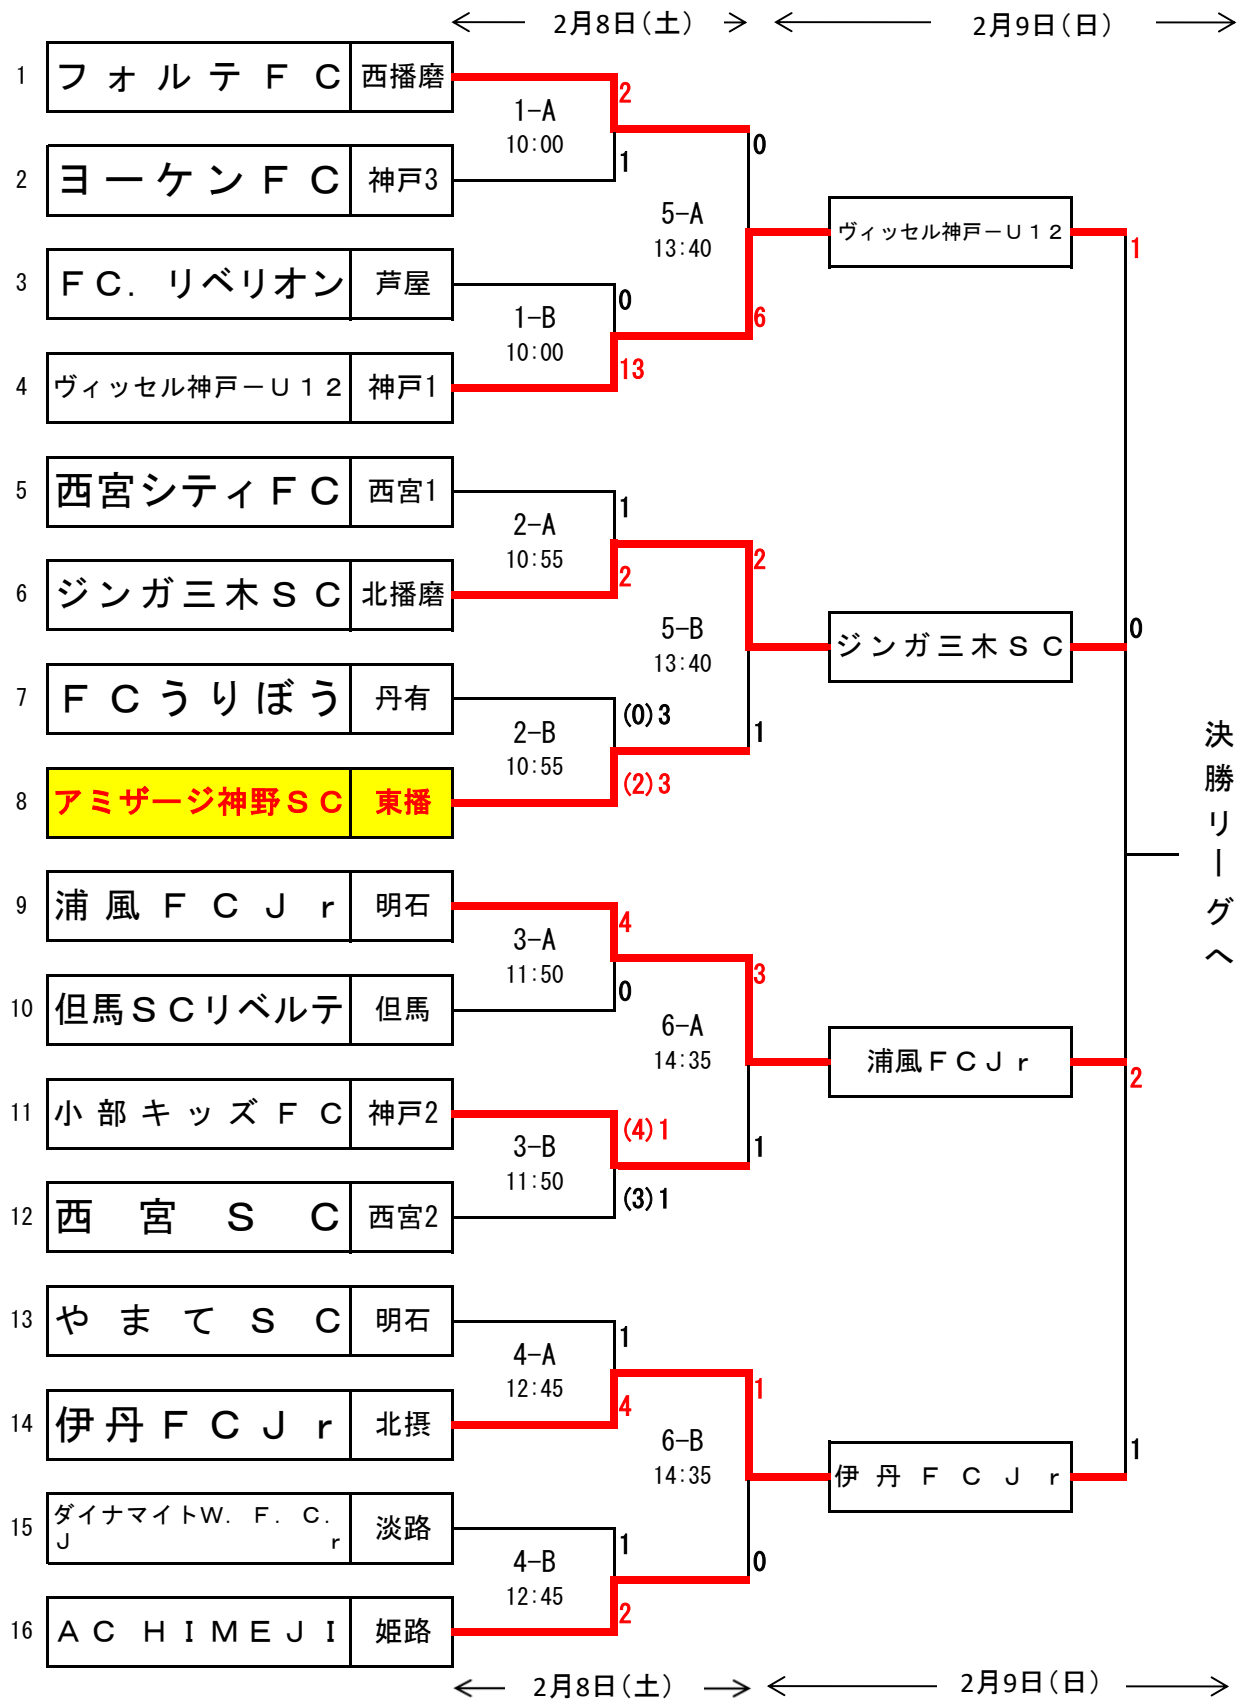 2月8日（土）
2月9日（日）
1 フォルテＦＣ 西播磨
2
1-A
10:00
0
1
2 ヨーケンＦＣ 神戸3
5-A
13:40
ヴィッセル神戸－Ｕ１２
1
3 ＦＣ．リベリオン 芦屋
0
1-B
10:00
6
13
4 ヴィッセル神戸－Ｕ１２ 神戸1
5 西宮シティＦＣ 西宮1
1
2-A
10:55
2
2
6 ジンガ三木ＳＣ 北播磨
5-B
13:40
ジンガ三木ＳＣ
0
7 ＦＣうりぼう 丹有
(0)3
2-B
10:55
1
(2)3
8 アミザージ神野ＳＣ 東播
決勝リーグへ
9 浦風ＦＣＪｒ 明石
4
3-A
11:50
3
0
10 但馬ＳＣリベルテ 但馬
6-A
14:35
浦風ＦＣＪｒ
2
11 小部キッズＦＣ 神戸2
(4)1
3-B
11:50
1
(3)1
12 西宮ＳＣ 西宮2
13 やまてＳＣ 明石
1
4-A
12:45
1
4
14 伊丹ＦＣＪｒ 北摂
6-B
14:35
伊丹ＦＣＪｒ
1
15 ダイナマイトＷ．Ｆ．Ｃ．
Ｊｒ 淡路
1
4-B
12:45
0
2
16 ＡＣ ＨＩＭＥＪＩ 姫路
2月8日（土）
2月9日（日）